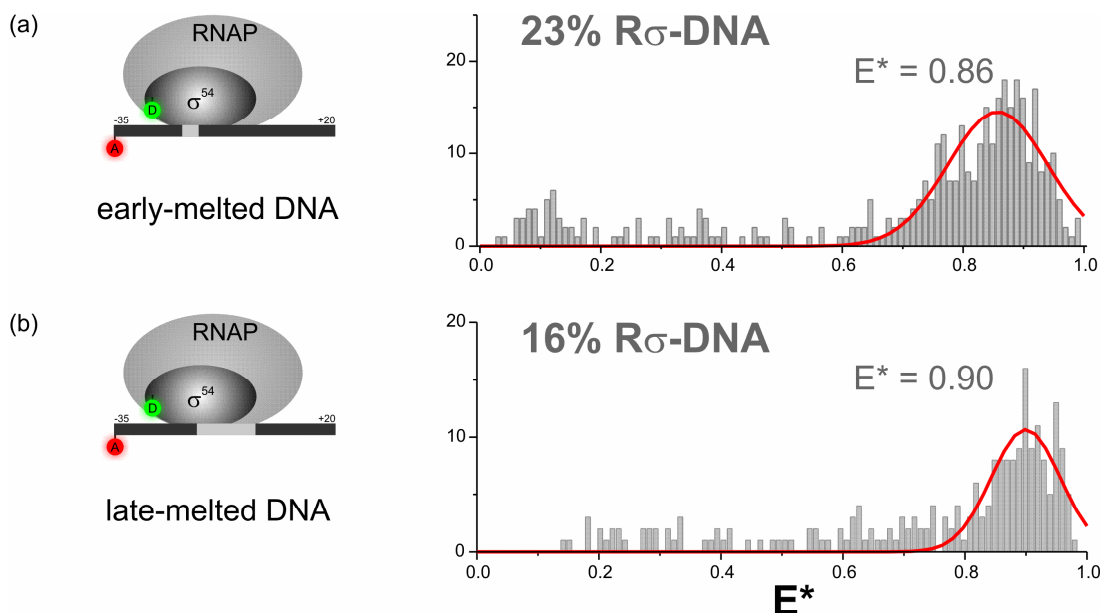 (a)
RNAP
σ54
D
-35
+20
A
early-melted DNA
23% Rσ-DNA
E* = 0.86
20
10
0
0.0 0.2 0.4 0.6 0.8 1.0
(b)
RNAP
σ54
D
-35
+20
A
late-melted DNA
16% Rσ-DNA
E* = 0.90
20
10
0
0.0 0.2 0.4 0.6 0.8 1.0
E*